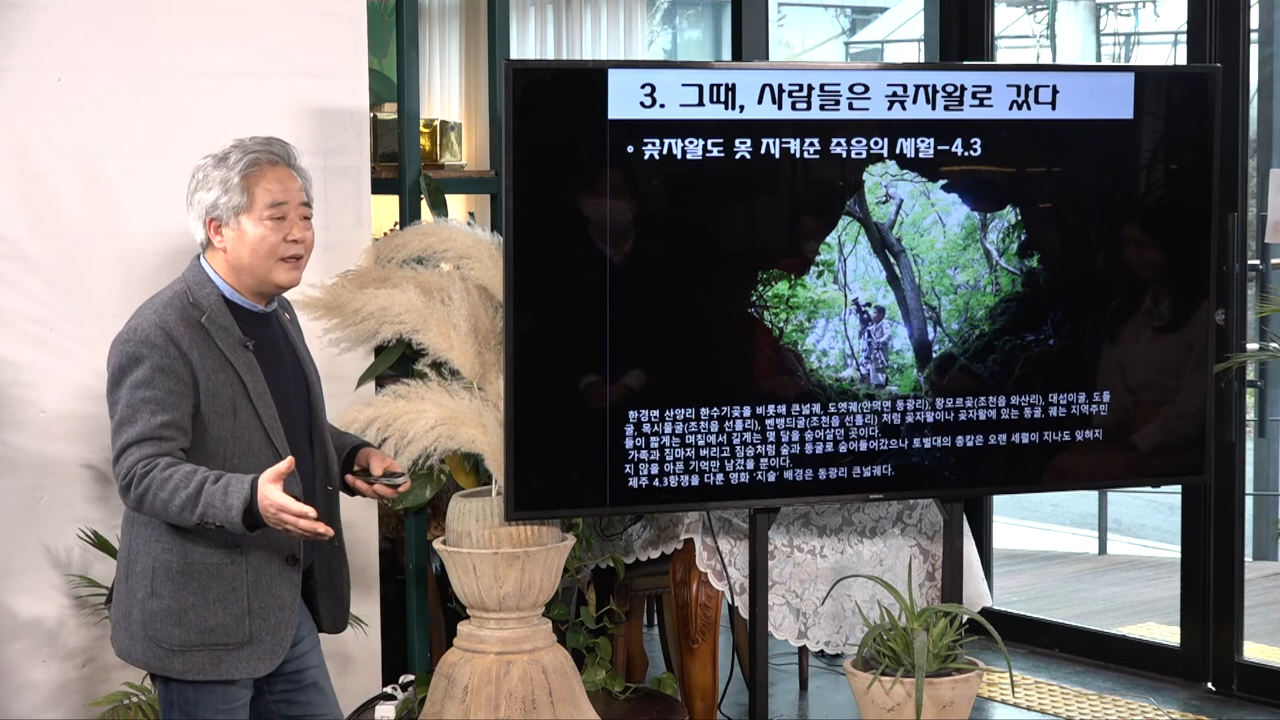 3. 그때, 사람들은 곶자왈로 갔다
곶자왈도 못 지켜준 죽음의 세월-4.3
한경면 산양리 한수기곶을 비롯해 큰넓궤, 도엣궤(안덕면 동광리), 왕모르곶(조천읍 와산리), 대섭이굴, 도틀
굴, 목시물굴(조천읍 선흘리), 벤뱅듸굴(조천읍 선흘리) 처럼 곶자왈이나 곶자왈에 있는 동굴, 궤는 지역주민
들이 짧게는 며칠에서 길게는 몇 달을 숨어살던 곳이다.
가족과 집마저 버리고 짐승처럼 숲과 동굴로 숨어들어갔으나 토벌대의 총칼은 오랜 세월이 지나도 잊혀지
지 않을 아픈 기억만 남겼을 뿐이다.
제주 4.3항쟁을 다룬 영화 '지슬' 배경은 동광리 큰넓궤다.